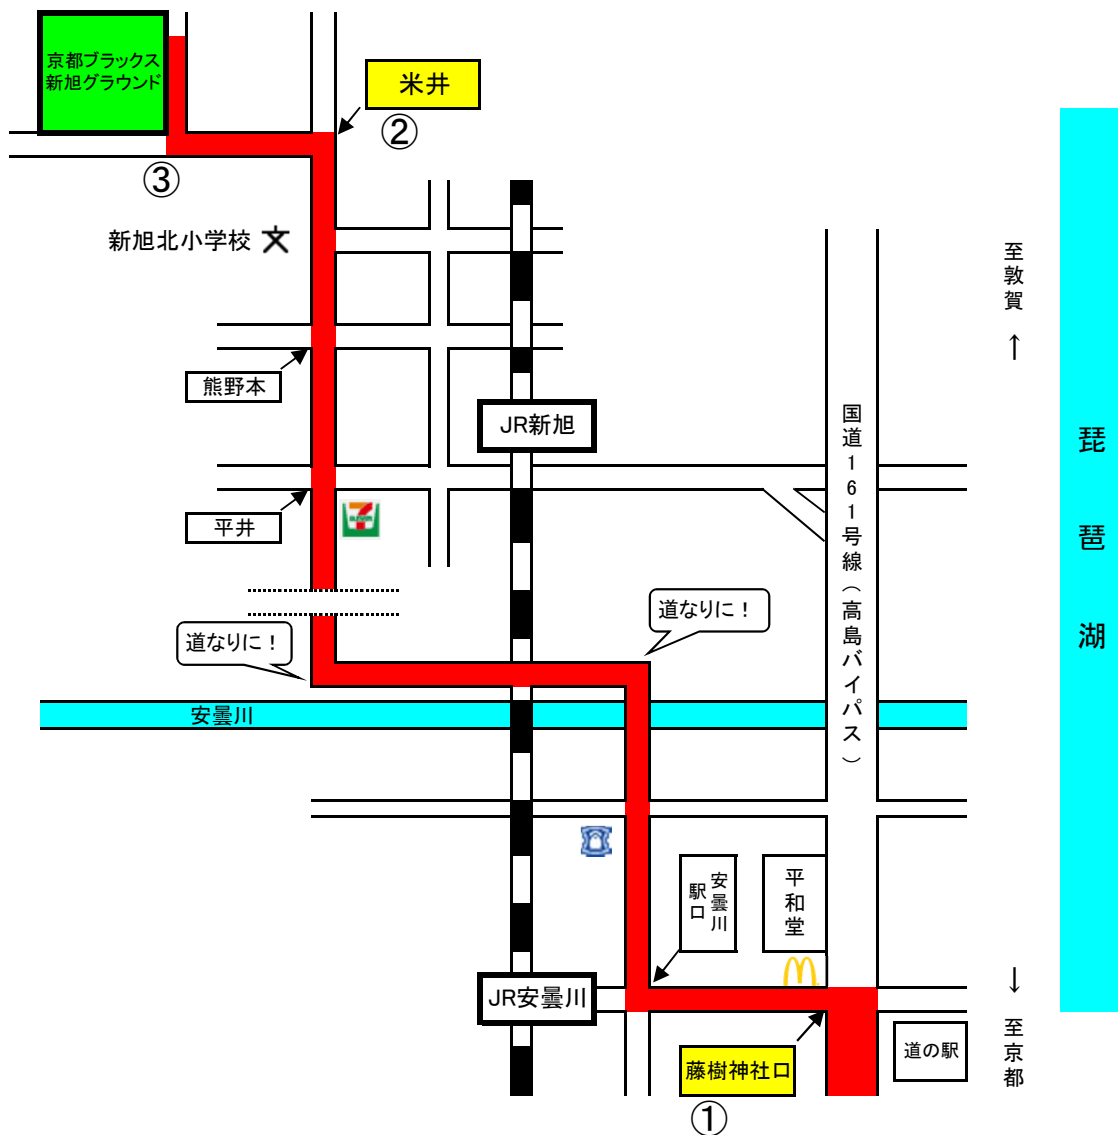 京都ブラックス
新旭グラウンド
米井
②
③
新旭北小学校
至敦賀
↑
熊野本
JR新旭
国道161号線(高島バイパス)
琵琶湖
平井
道なりに!
道なりに!
安曇川
安曇川
駅口
平和堂
JR安曇川
↓
至京都
道の駅
藤樹神社口
①